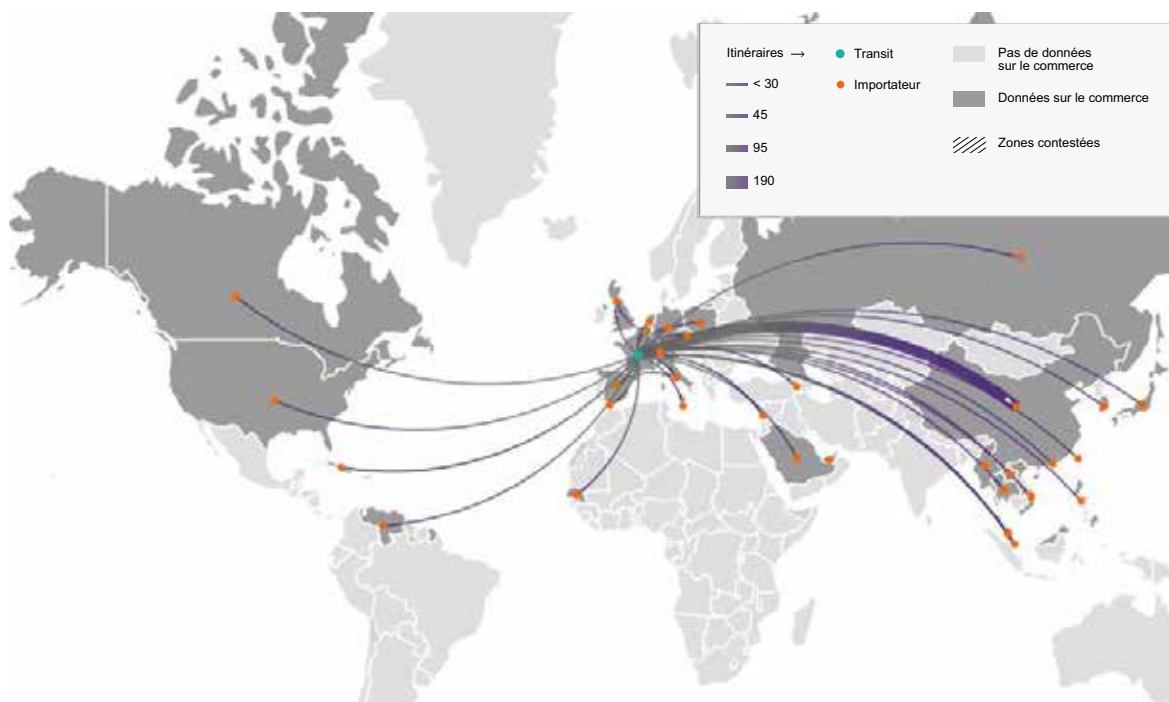 Itinéraires →
< 30
45
95
190
Transit
Importateur
Pas de données
sur le commerce
Données sur le commerce
Zones contestées